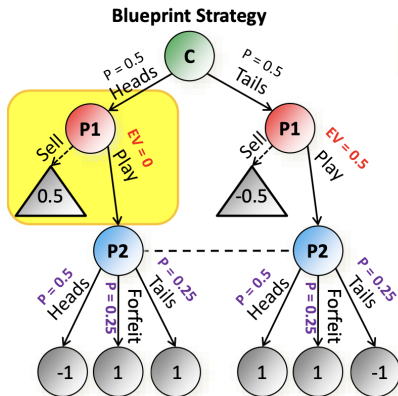 Blueprint Strategy
C
P = 0.5
Heads
P = 0.5
Tails
P1
P1
Sell
EV = 0
Play
Sell
EV = 0.5
Play
0.5
-0.5
P2
P2
P = 0.5
Heads
P = 0.25
Forfeit
P = 0.25
Tails
P = 0.5
Heads
P = 0.25
Forfeit
P = 0.25
Tails
-1
1
1
1
1
-1